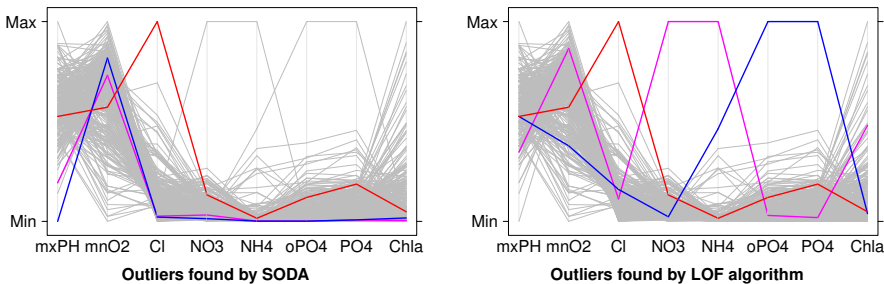 Max
Min
mxPH mnO2 Cl NO3 NH4 oPO4 PO4 Chla
Outliers found by SODA
Max
Min
mxPH mnO2 Cl NO3 NH4 oPO4 PO4 Chla
Outliers found by LOF algorithm